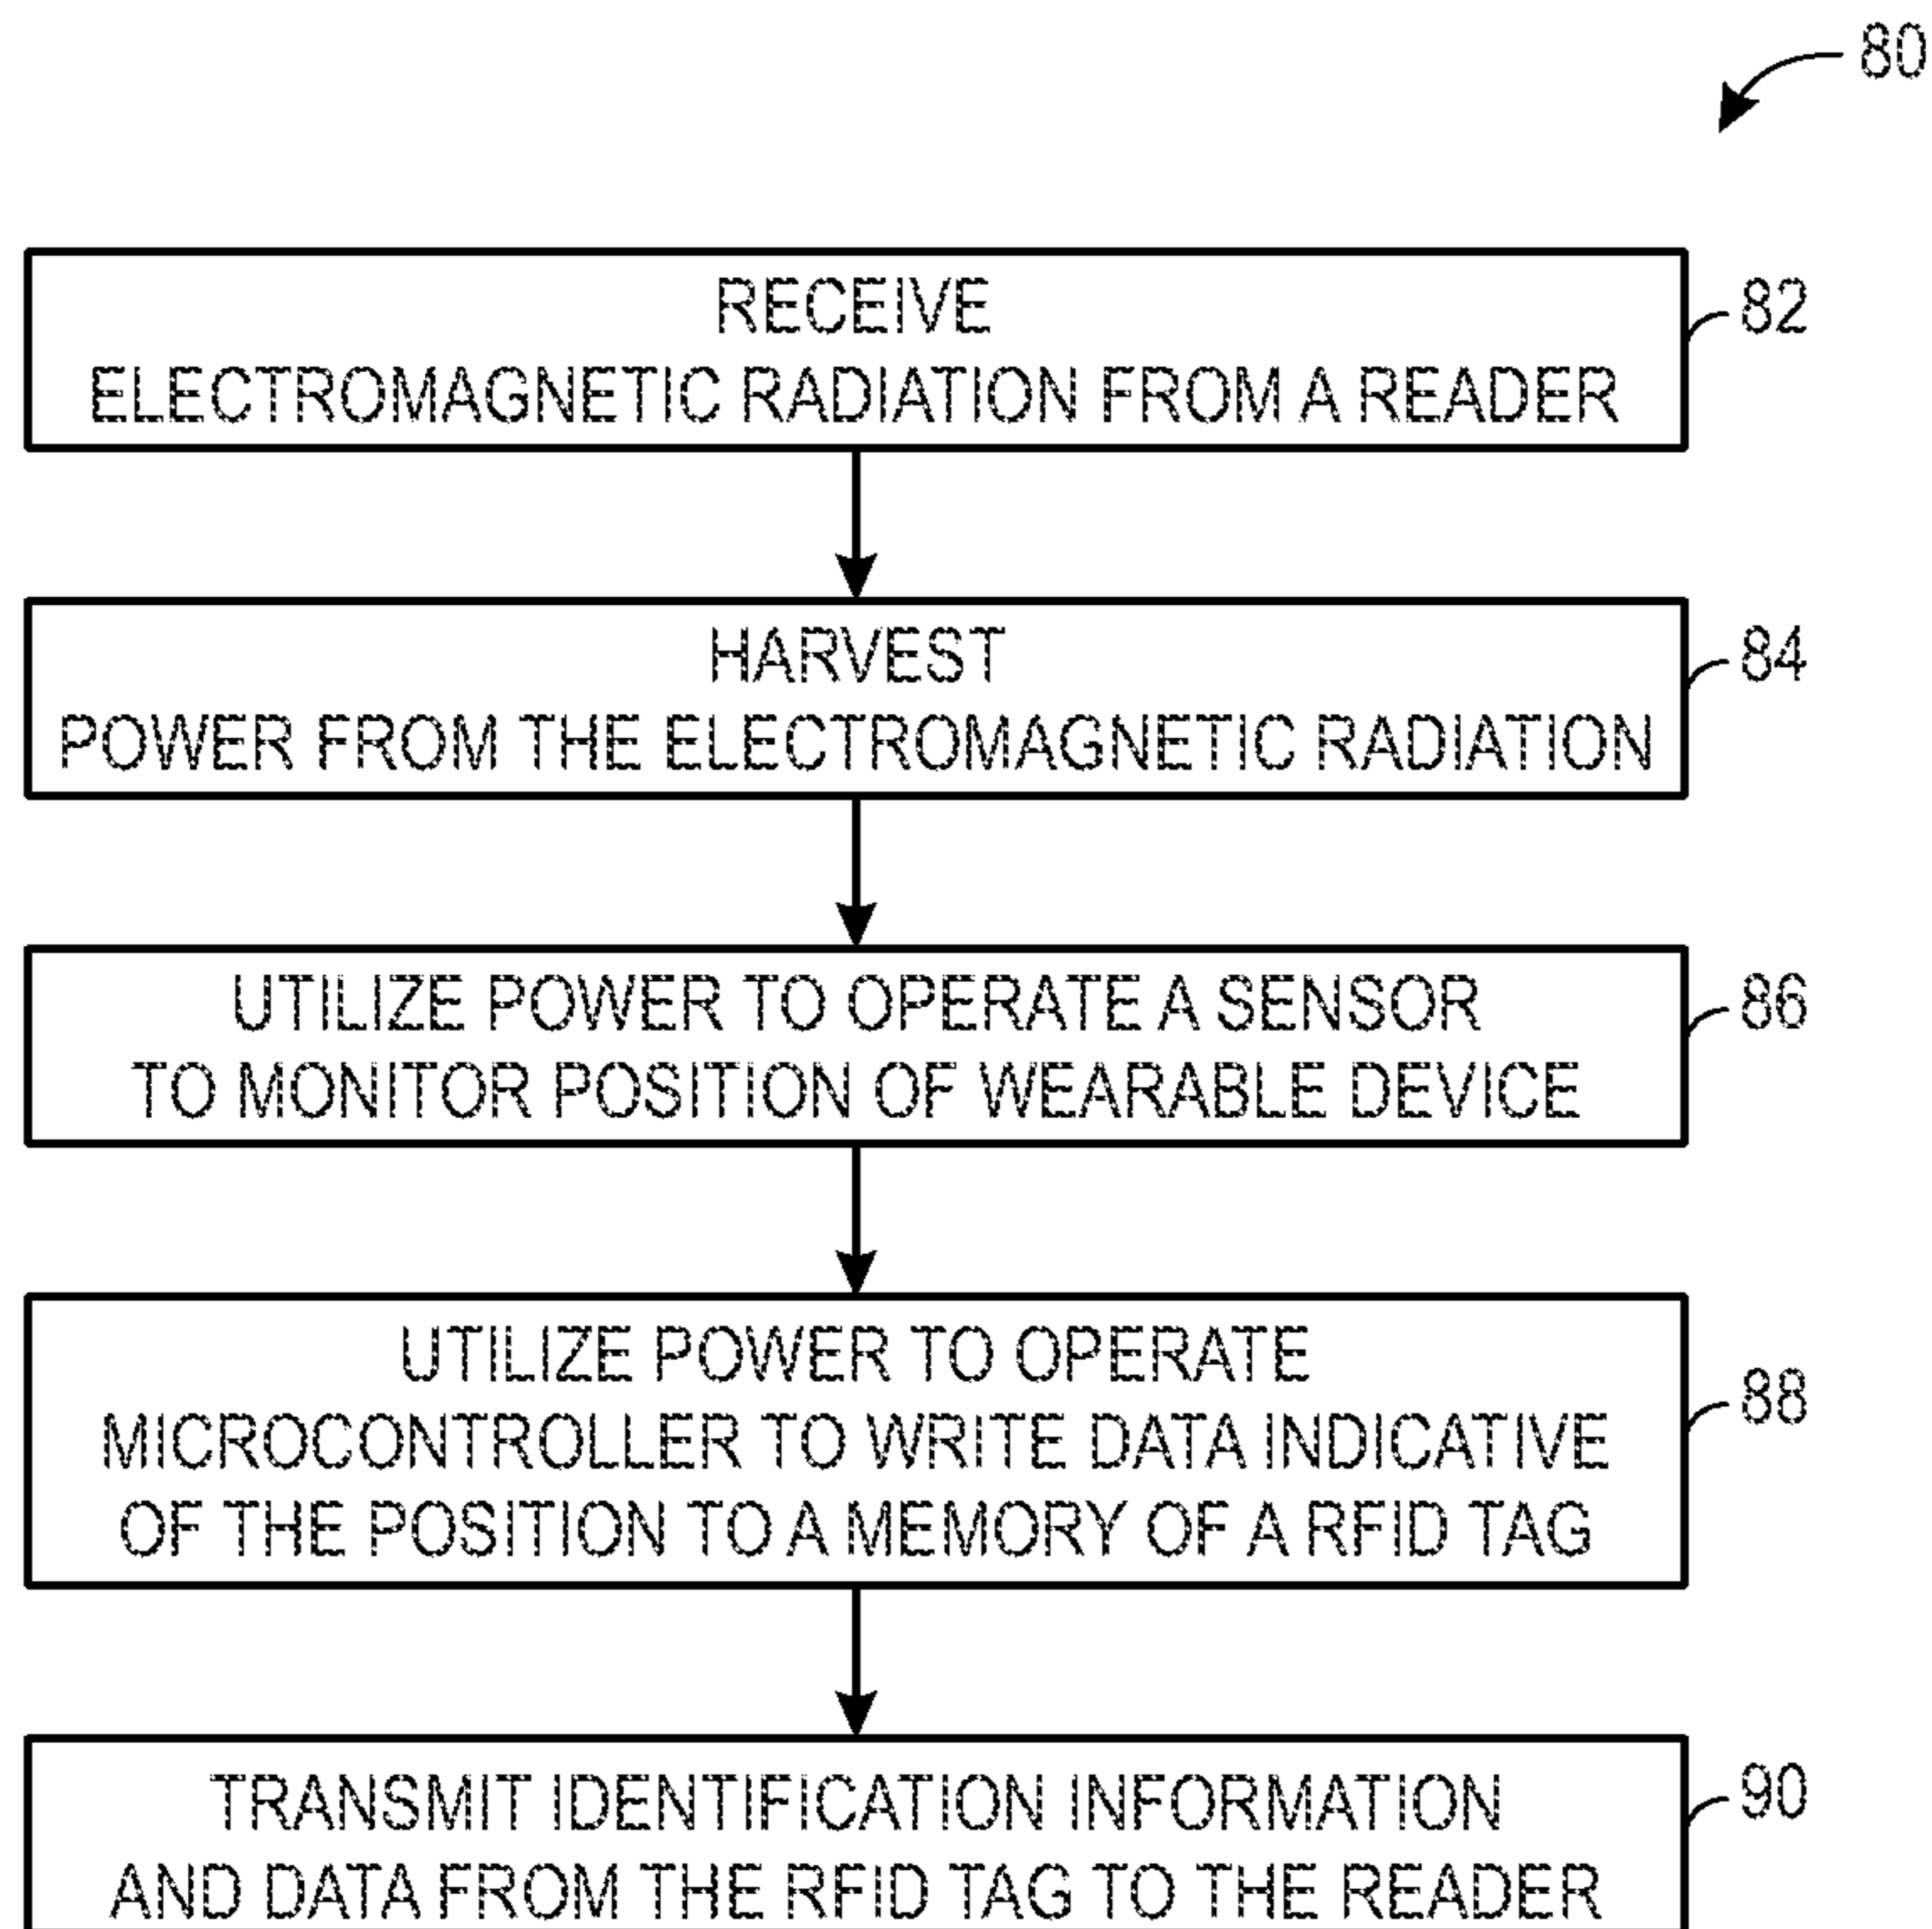 80
RECEIVE
ELECTROMAGNETIC RADIATION FROM A READER
82
HARVEST
POWER FROM THE ELECTROMAGNETIC RADIATION
84
UTILIZE POWER TO OPERATE A SENSOR
TO MONITOR POSITION OF WEARABLE DEVICE
86
UTILIZE POWER TO OPERATE
MICROCONTROLLER TO WRITE DATA INDICATIVE
OF THE POSITION TO A MEMORY OF A RFID TAG
88
TRANSMIT IDENTIFICATION INFORMATION
AND DATA FROM THE RFID TAG TO THE READER
90